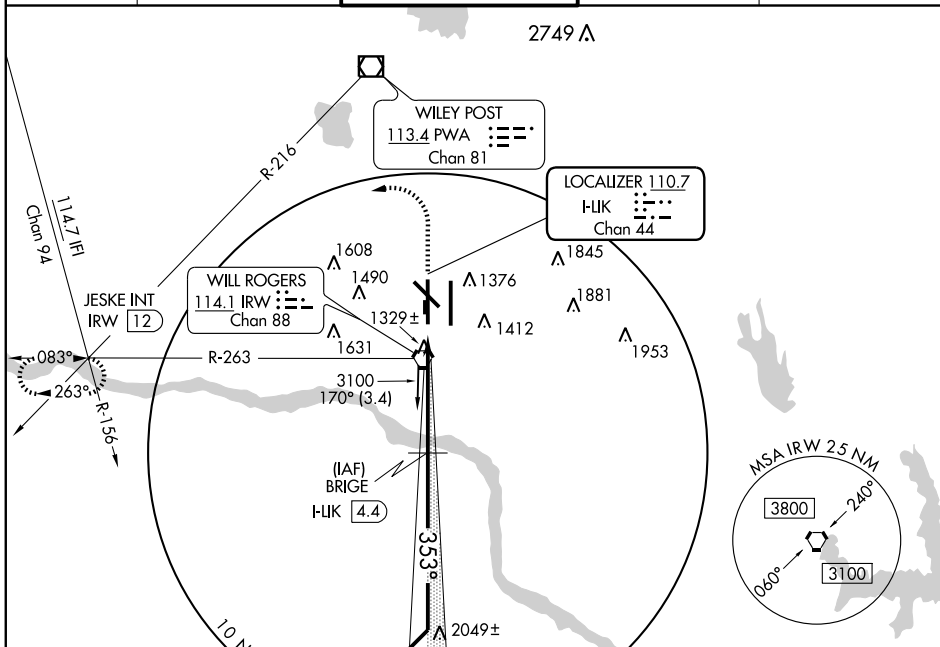 2749
WILEY POST
113.4 PWA
Chan 81
R-216
LOCALIZER 110.7
I-LIK
Chan 44
114.7 IFI
Chan 94
1608
1490
1376
1845
1881
WILL ROGERS
114.1 IRW
Chan 88
1329±
1412
1631
1953
JESKE INT
IRW 12
083°
R-263
263°
R-156
3100
170° (3.4)
(IAF)
BRIGE
I-LIK 4.4
353°
MSA IRW 25 NM
3800
240°
060°
3100
10 N
2049±